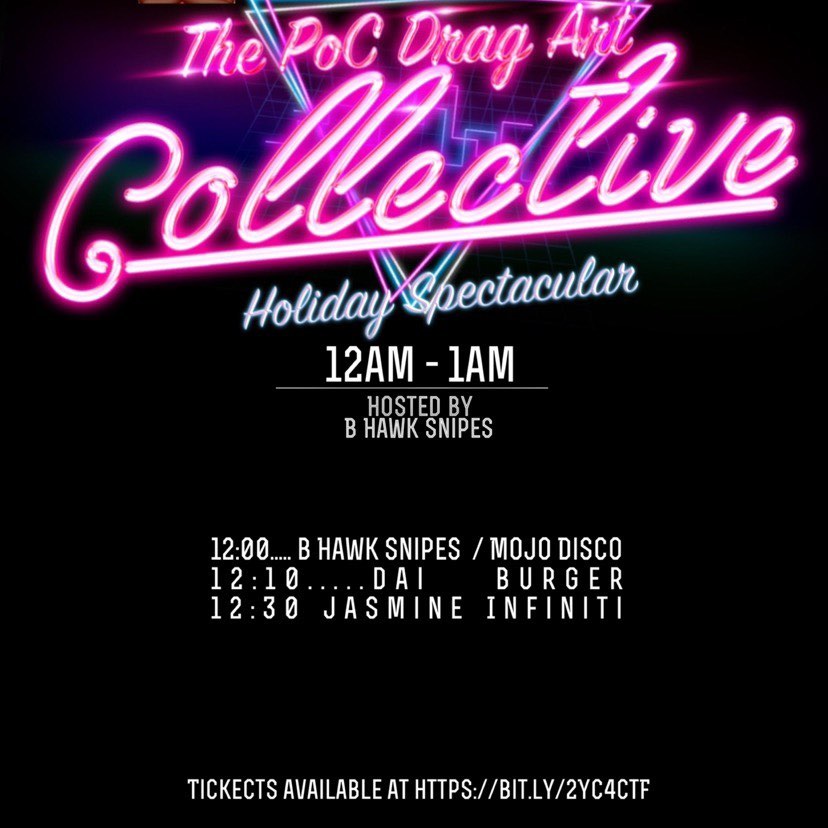 The PoC Drag Art
Collective
Holiday Spectacular
12AM - 1AM
HOSTED BY
B HAWK SNIPES
12:00..... B HAWK SNIPES / MOJO DISCO
12:10.....DAI BURGER
12:30 JASMINE INFINITI
TICKECTS AVAILABLE AT HTTPS://BIT.LY/2YC4CTF